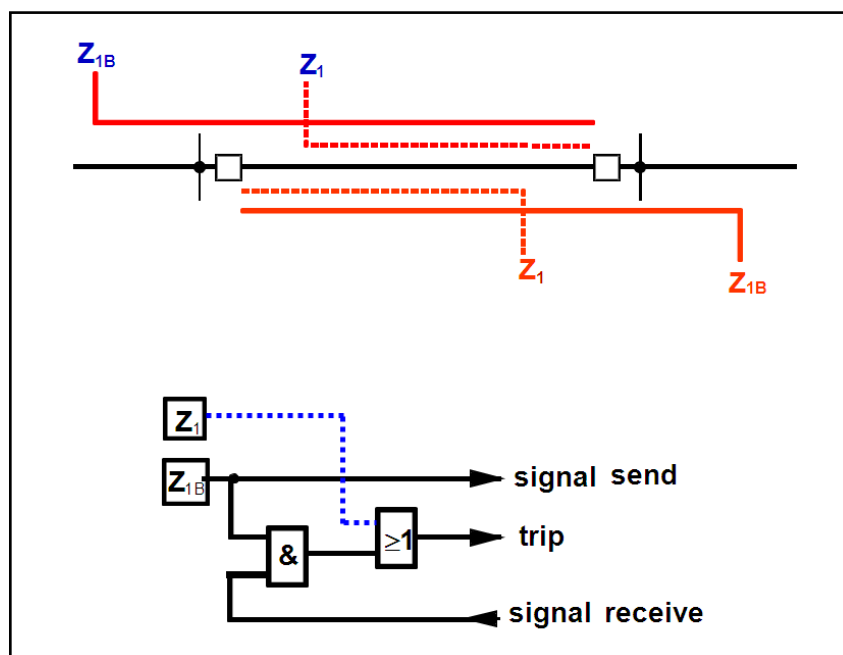 Z1B
Z1
Z1
Z1B
Z1
Z1B
signal send
&
≥1
trip
signal receive